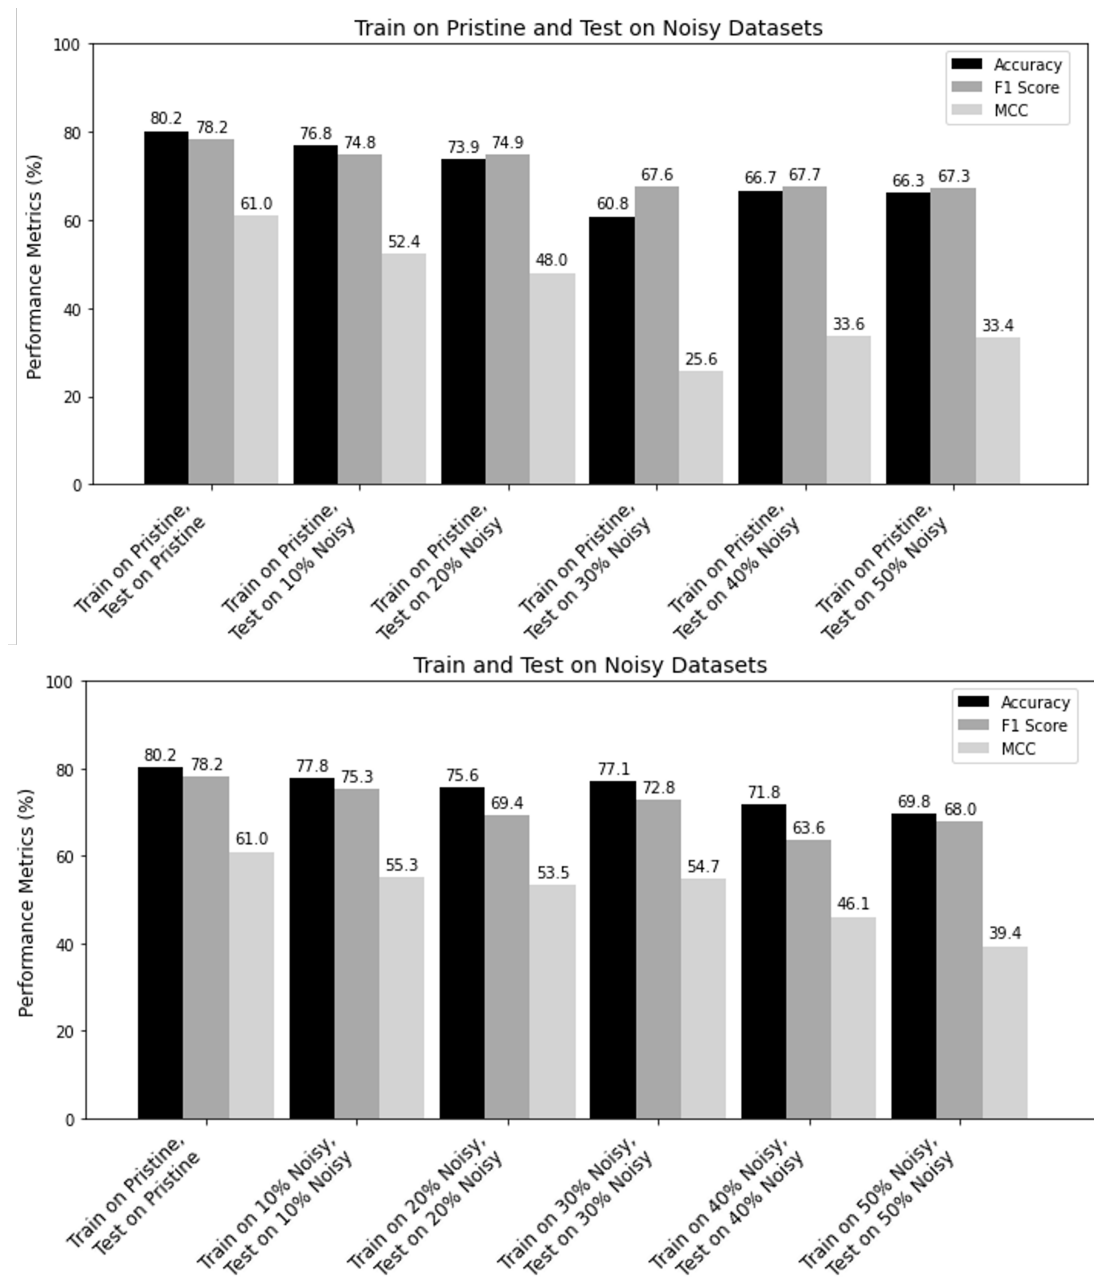 Train on Pristine and Test on Noisy Datasets
Performance Metrics (%)
100
80
60
40
20
0
Accuracy
F1 Score
MCC
80.2
78.2
61.0
76.8
74.8
52.4
73.9
74.9
48.0
60.8
67.6
25.6
66.7
67.7
33.6
66.3
67.3
33.4
Train on Pristine,
Test on Pristine
Train on Pristine,
Test on 10% Noisy
Train on Pristine,
Test on 20% Noisy
Train on Pristine,
Test on 30% Noisy
Train on Pristine,
Test on 40% Noisy
Train on Pristine,
Test on 50% Noisy
Train and Test on Noisy Datasets
Performance Metrics (%)
100
80
60
40
20
0
Accuracy
F1 Score
MCC
80.2
78.2
61.0
77.8
75.3
55.3
75.6
69.4
53.5
77.1
72.8
54.7
71.8
63.6
46.1
69.8
68.0
39.4
Train on Pristine,
Test on Pristine
Train on 10% Noisy,
Test on 10% Noisy
Train on 20% Noisy,
Test on 20% Noisy
Train on 30% Noisy,
Test on 30% Noisy
Train on 40% Noisy,
Test on 40% Noisy
Train on 50% Noisy,
Test on 50% Noisy